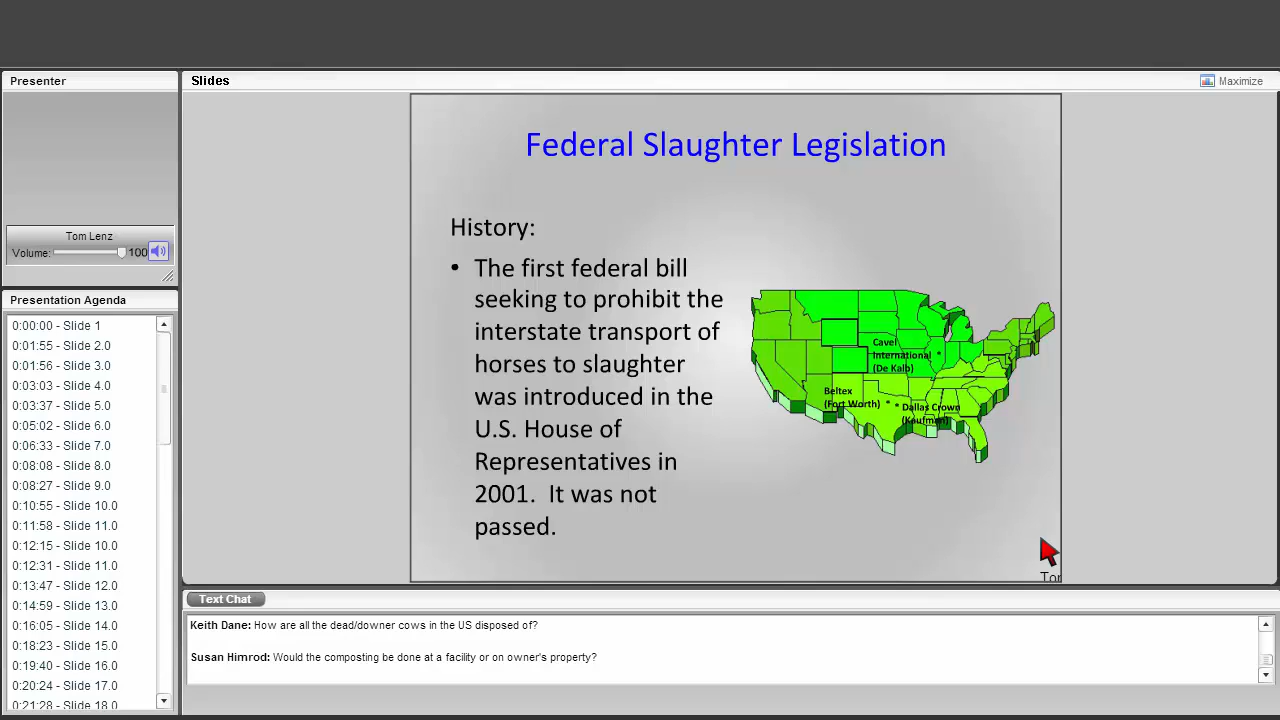 Presenter
Slides
Maximize
Tom Lenz
Volume: 100
Presentation Agenda
0:00:00 - Slide 1
0:01:55 - Slide 2.0
0:01:56 - Slide 3.0
0:03:03 - Slide 4.0
0:03:37 - Slide 5.0
0:05:02 - Slide 6.0
0:06:33 - Slide 7.0
0:08:08 - Slide 8.0
0:08:27 - Slide 9.0
0:10:55 - Slide 10.0
0:11:58 - Slide 11.0
0:12:15 - Slide 10.0
0:12:31 - Slide 11.0
0:13:47 - Slide 12.0
0:14:59 - Slide 13.0
0:16:05 - Slide 14.0
0:18:23 - Slide 15.0
0:19:40 - Slide 16.0
0:20:24 - Slide 17.0
0:21:28 - Slide 18.0
Federal Slaughter Legislation
History:
• The first federal bill
seeking to prohibit the
interstate transport of
horses to slaughter
was introduced in the
U.S. House of
Representatives in
2001. It was not
passed.
Cavel
International *
(De Kalb)
Beltex
(Fort Worth) *
* Dallas Crown
(Kaufman)
Tor
Text Chat
Keith Dane: How are all the dead/downer cows in the US disposed of?
Susan Himrod: Would the composting be done at a facility or on owner's property?